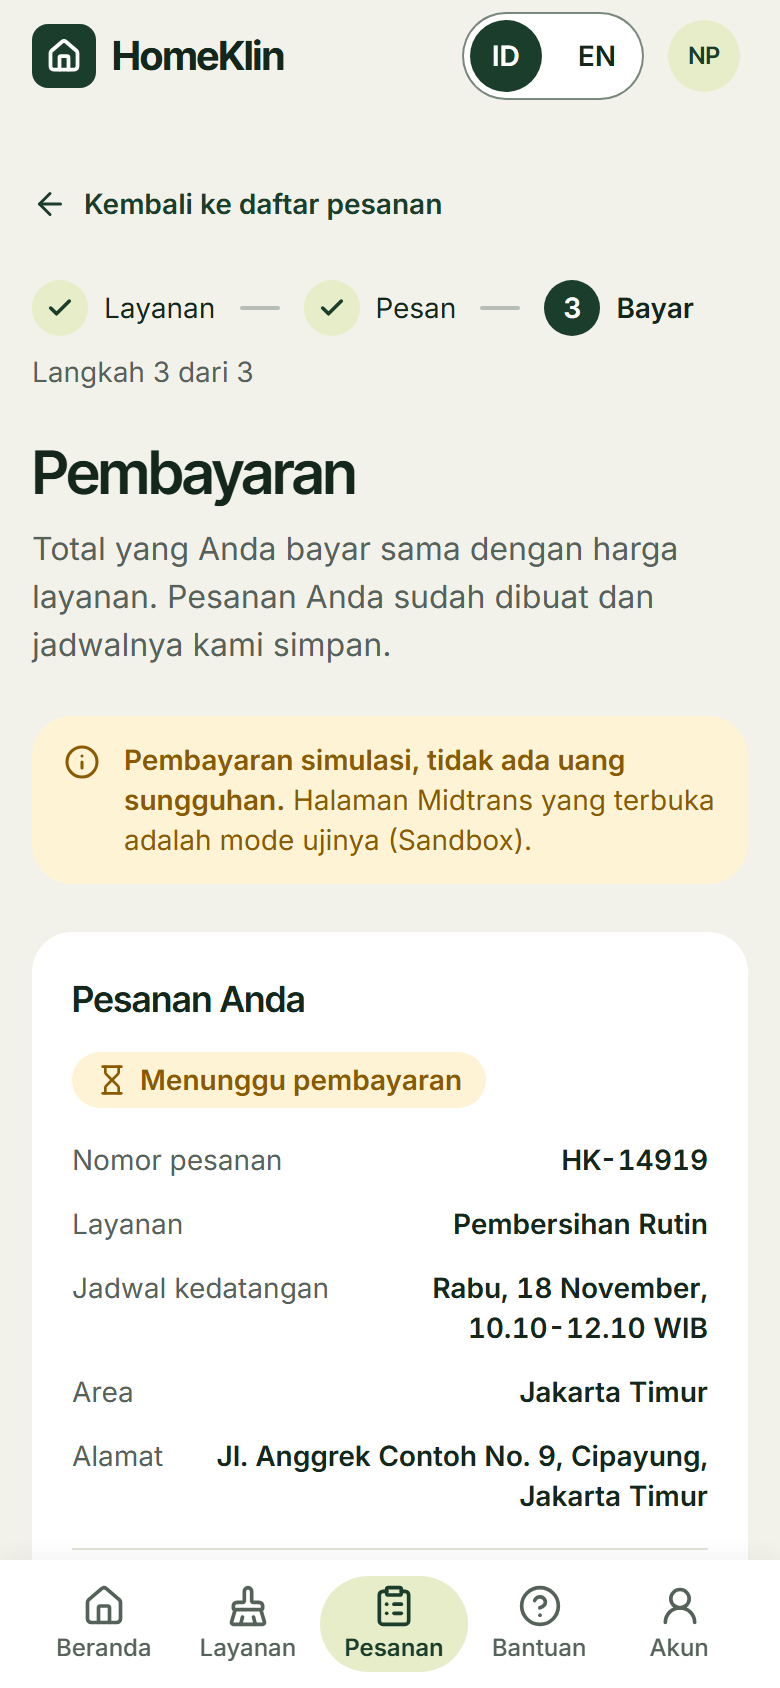 HomeKlin
ID EN NP
Kembali ke daftar pesanan
Layanan Pesan 3 Bayar
Langkah 3 dari 3
Pembayaran
Total yang Anda bayar sama dengan harga
layanan. Pesanan Anda sudah dibuat dan
jadwalnya kami simpan.
Pembayaran simulasi, tidak ada uang
sungguhan. Halaman Midtrans yang terbuka
adalah mode ujinya (Sandbox).
Pesanan Anda
Menunggu pembayaran
Nomor pesanan HK-14919
Layanan Pembersihan Rutin
Jadwal kedatangan Rabu, 18 November,
10.10-12.10 WIB
Area Jakarta Timur
Alamat Jl. Anggrek Contoh No. 9, Cipayung,
Jakarta Timur
Beranda Layanan Pesanan Bantuan Akun